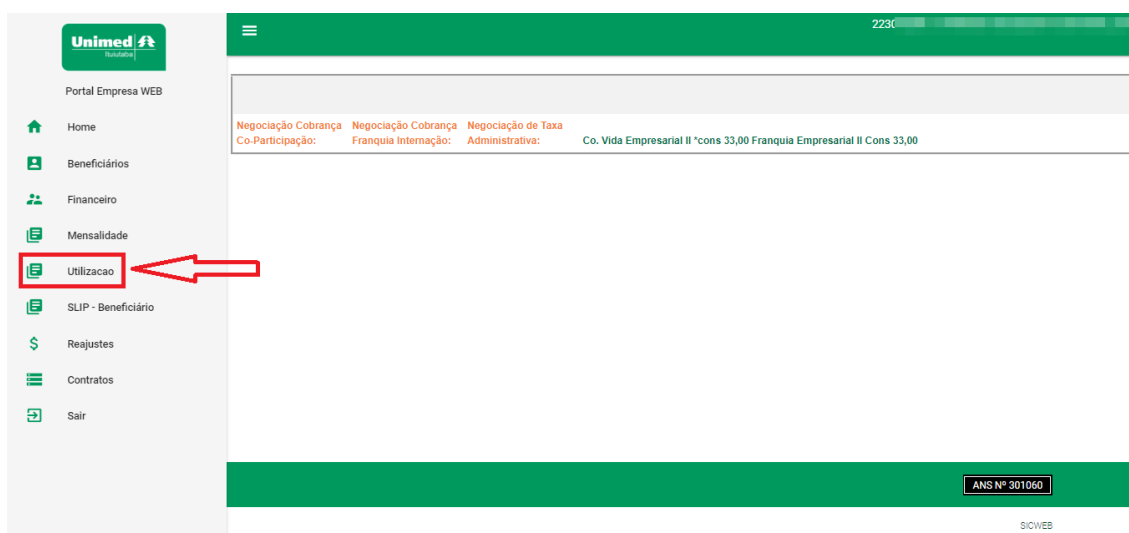 Unimed
Ituiutaba
2230
Portal Empresa WEB
Home
Beneficiários
Financeiro
Mensalidade
Utilizacao
SLIP - Beneficiário
Reajustes
Contratos
Sair
Negociação Cobrança Negociação Cobrança Negociação de Taxa
Co-Participação: Franquia Internação: Administrativa: Co. Vida Empresarial II *cons 33,00 Franquia Empresarial II Cons 33,00
ANS Nº 301060
SICWEB